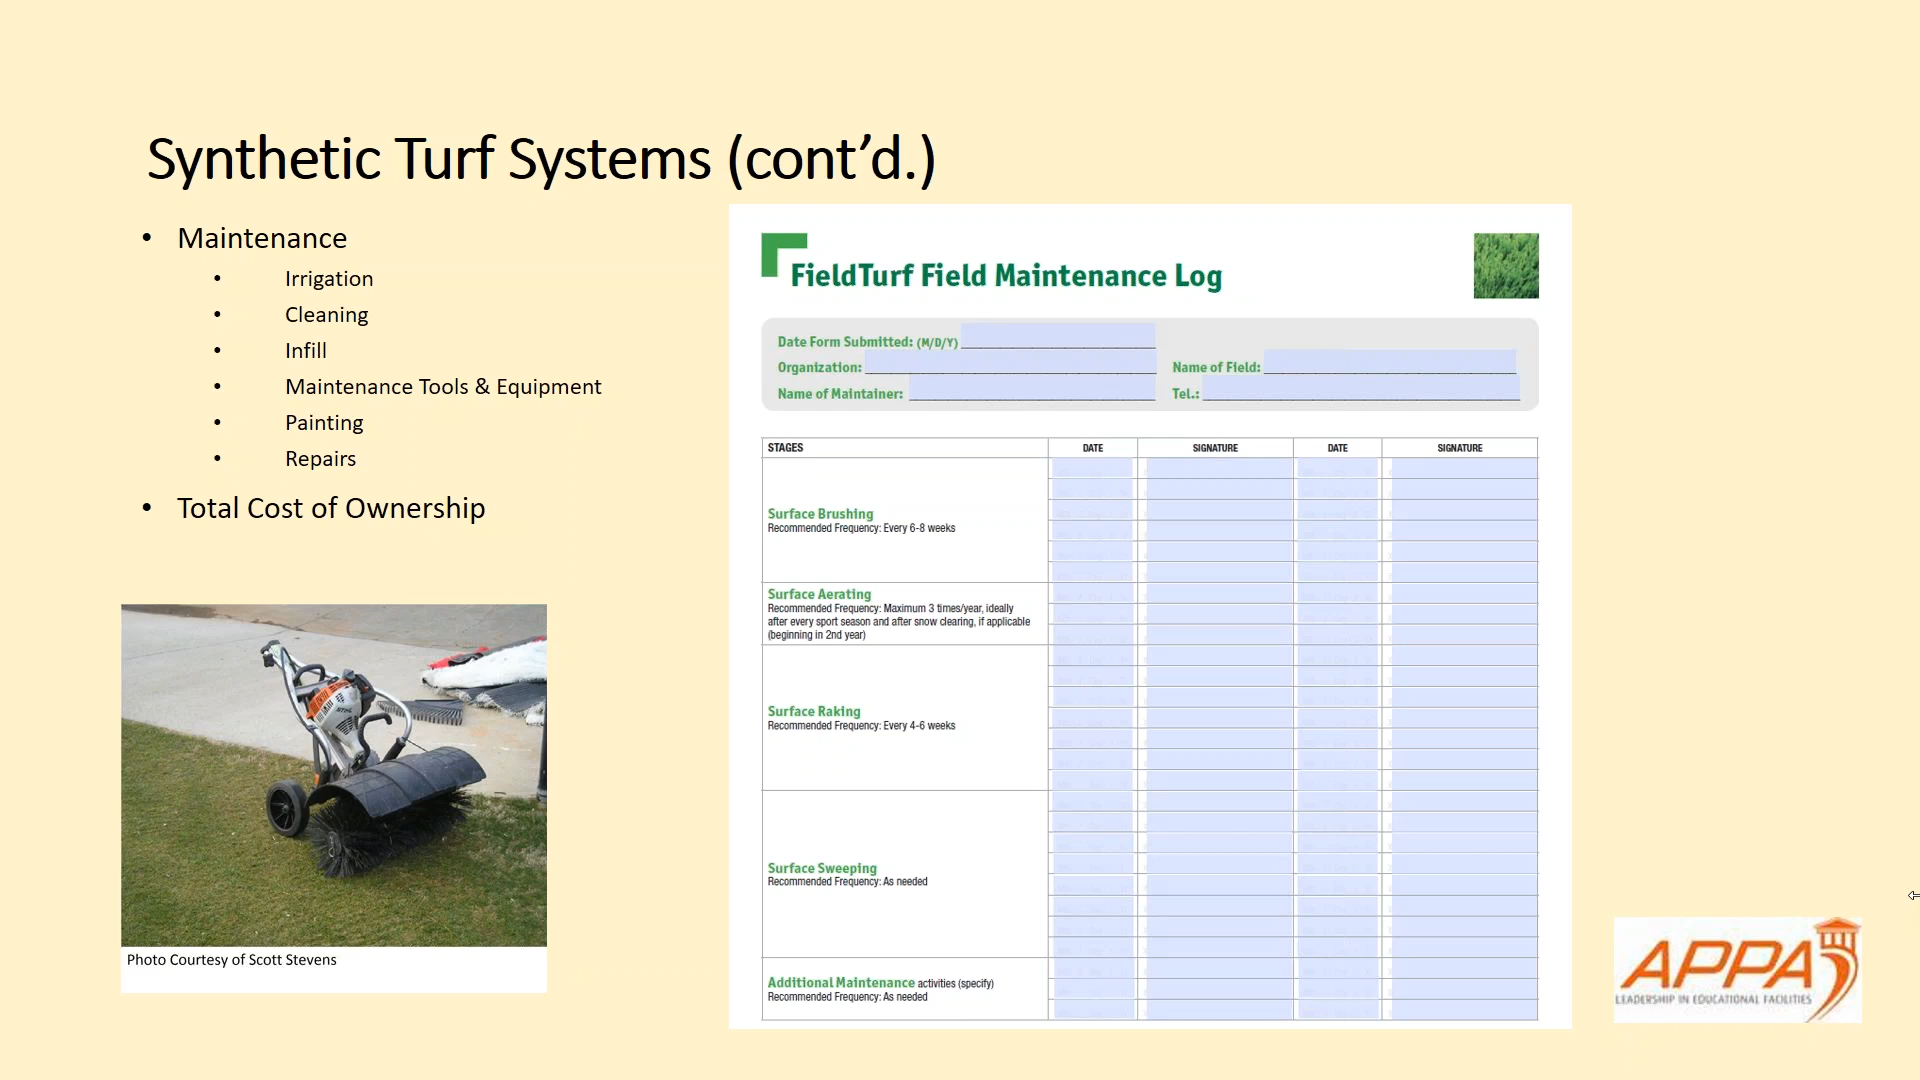 Synthetic Turf Systems (cont’d.)
• Maintenance
• Irrigation
• Cleaning
• Infill
• Maintenance Tools & Equipment
• Painting
• Repairs
• Total Cost of Ownership
STIHL
Photo Courtesy of Scott Stevens
FieldTurf Field Maintenance Log
Date Form Submitted: (M/D/Y)
Organization:
Name of Field:
Name of Maintainer:
Tel.:
STAGES DATE SIGNATURE DATE SIGNATURE
Surface Brushing
Recommended Frequency: Every 6-8 weeks
Surface Aerating
Recommended Frequency: Maximum 3 times/year, ideally
after every sport season and after snow clearing, if applicable
(beginning in 2nd year)
Surface Raking
Recommended Frequency: Every 4-6 weeks
Surface Sweeping
Recommended Frequency: As needed
Additional Maintenance activities (specify)
Recommended Frequency: As needed
APPA
LEADERSHIP IN EDUCATIONAL FACILITIES